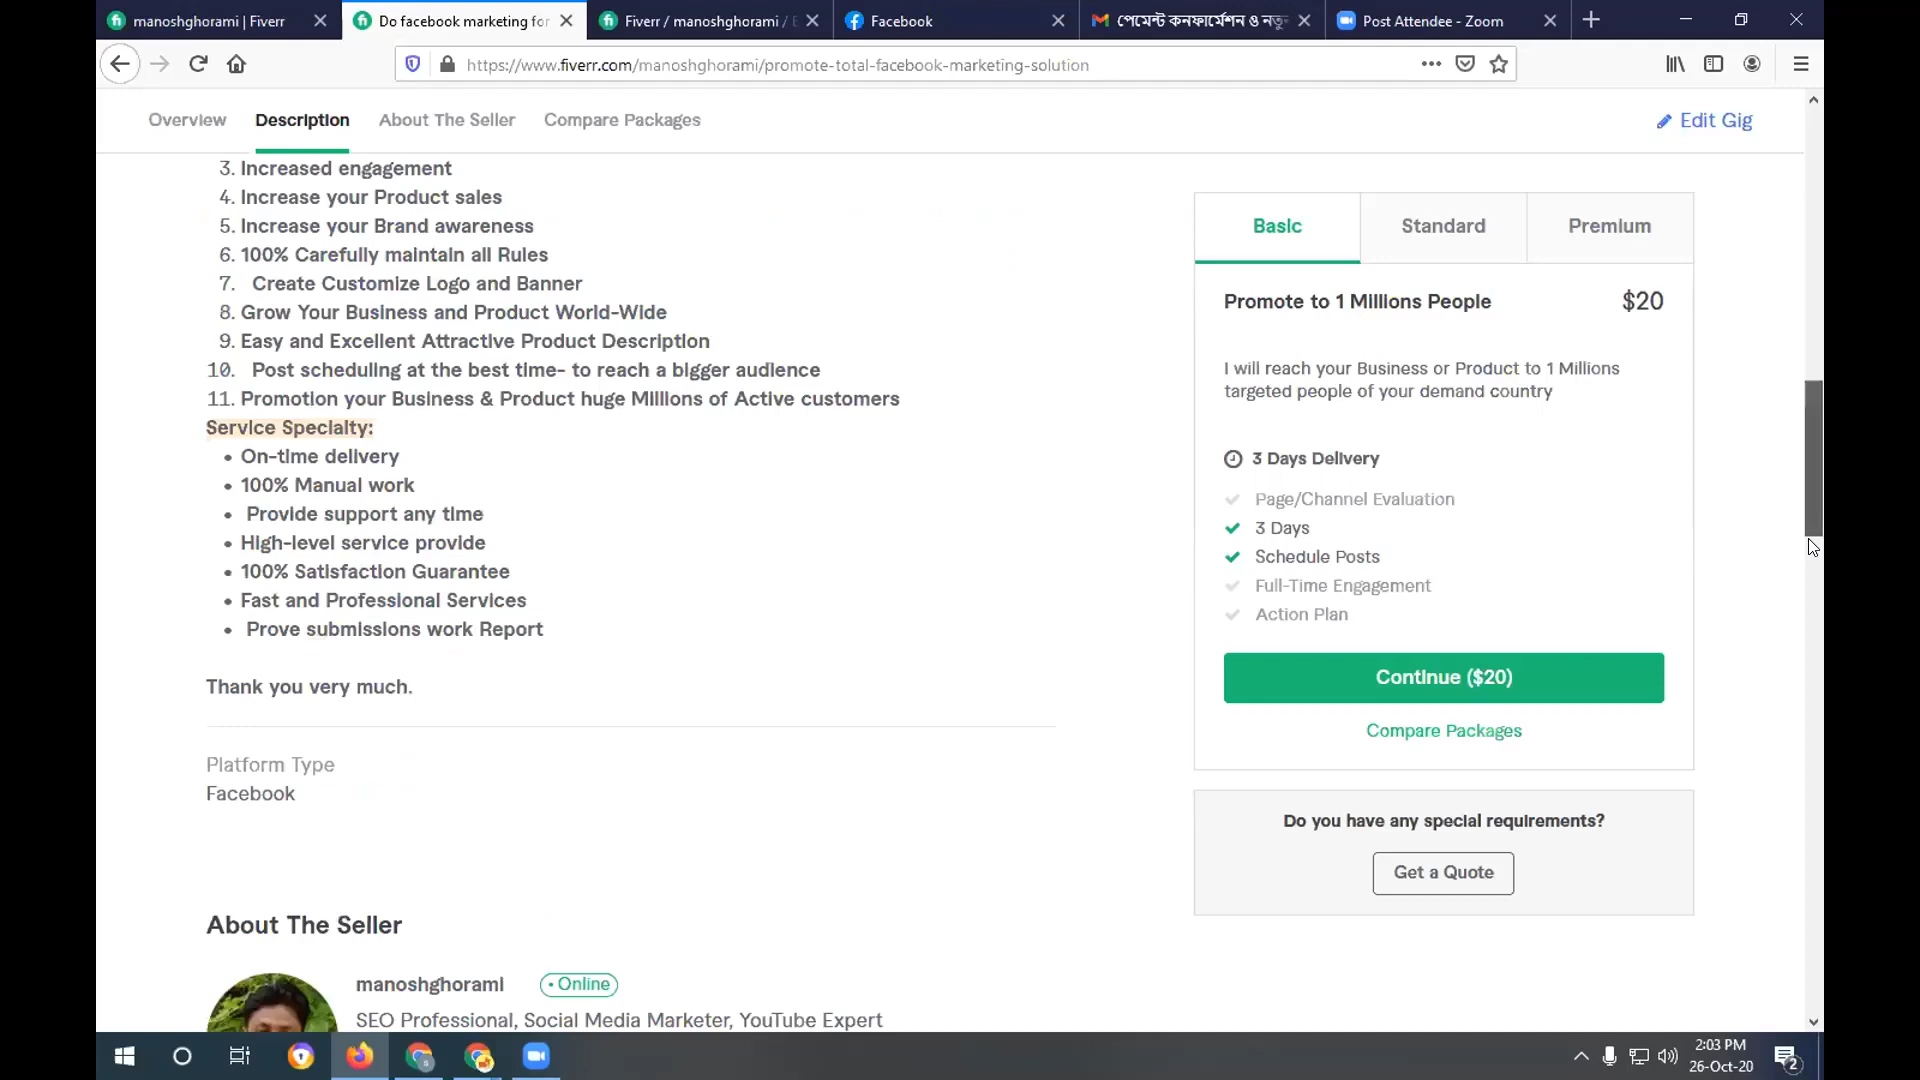 manoshghorami | Fiverr
Do facebook marketing for
Fiverr / manoshghorami /
Facebook
পেমেন্ট কনফার্মেশন ও নতু
Post Attendee - Zoom
https://www.fiverr.com/manoshghorami/promote-total-facebook-marketing-solution
Overview
Description
About The Seller
Compare Packages
Edit Gig
3. Increased engagement
4. Increase your Product sales
5. Increase your Brand awareness
6. 100% Carefully maintain all Rules
7. Create Customize Logo and Banner
8. Grow Your Business and Product World-Wide
9. Easy and Excellent Attractive Product Description
10. Post scheduling at the best time- to reach a bigger audience
11. Promotion your Business & Product huge Millions of Active customers
Service Specialty:
• On-time delivery
• 100% Manual work
• Provide support any time
• High-level service provide
• 100% Satisfaction Guarantee
• Fast and Professional Services
• Prove submissions work Report
Thank you very much.
Platform Type
Facebook
About The Seller
manoshghorami
• Online
SEO Professional, Social Media Marketer, YouTube Expert
Basic
Standard
Premium
Promote to 1 Millions People
$20
I will reach your Business or Product to 1 Millions
targeted people of your demand country
3 Days Delivery
Page/Channel Evaluation
3 Days
Schedule Posts
Full-Time Engagement
Action Plan
Continue ($20)
Compare Packages
Do you have any special requirements?
Get a Quote
2:03 PM
26-Oct-20
2